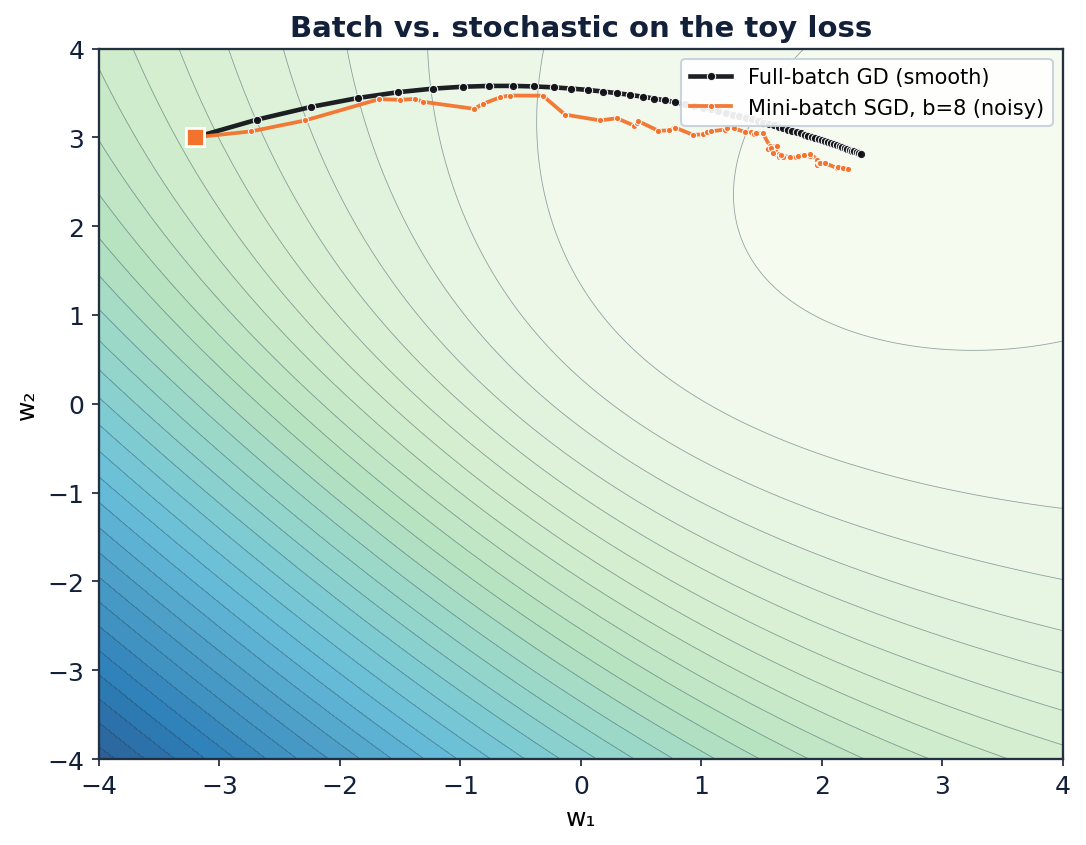 Batch vs. stochastic on the toy loss
Full-batch GD (smooth)
Mini-batch SGD, b=8 (noisy)
4
3
2
1
0
−1
−2
−3
−4
w₂
−4 −3 −2 −1 0 1 2 3 4
w₁